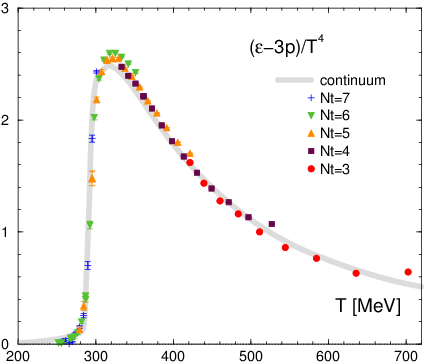 3
2
1
0
(ε−3p)/T⁴
continuum
Nt=7
Nt=6
Nt=5
Nt=4
Nt=3
T [MeV]
200 300 400 500 600 700